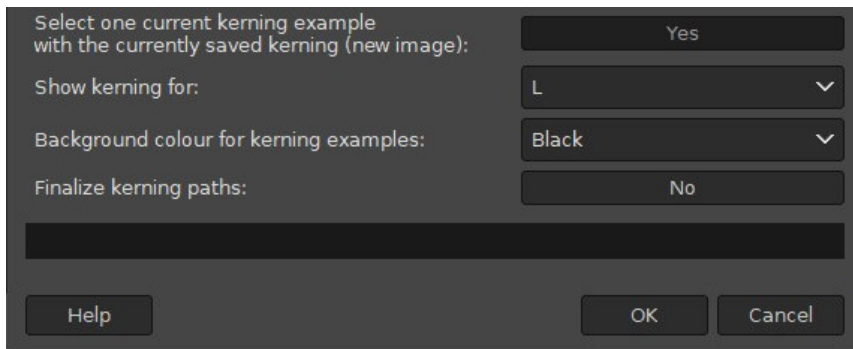 Select one current kerning example
with the currently saved kerning (new image):
Yes
Show kerning for:
L
Background colour for kerning examples:
Black
Finalize kerning paths:
No
Help
OK
Cancel